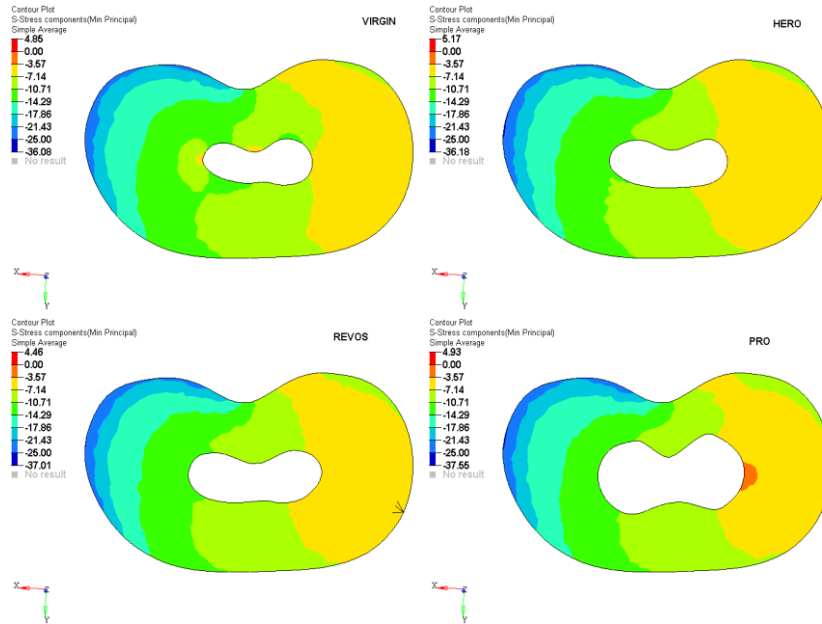 Contour Plot
S-Stress components(Min Principal)
Simple Average
4.85
0.00
-3.57
-7.14
-10.71
-14.29
-17.86
-21.43
-25.00
-36.08
No result
VIRGIN
X
Z
Y
Contour Plot
S-Stress components(Min Principal)
Simple Average
5.17
0.00
-3.57
-7.14
-10.71
-14.29
-17.86
-21.43
-25.00
-36.18
No result
HERO
X
Z
Y
Contour Plot
S-Stress components(Min Principal)
Simple Average
4.46
0.00
-3.57
-7.14
-10.71
-14.29
-17.86
-21.43
-25.00
-37.01
No result
REVOS
X
Z
Y
Contour Plot
S-Stress components(Min Principal)
Simple Average
4.93
0.00
-3.57
-7.14
-10.71
-14.29
-17.86
-21.43
-25.00
-37.55
No result
PRO
X
Z
Y